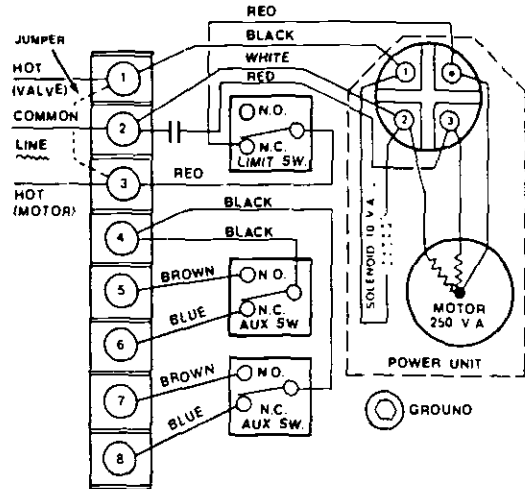 RED
BLACK
JUMPER
WHITE
HOT
(VALVE)
RED
1
1
COMMON
2
N.O.
2
3
N.C.
LINE
LIMIT SW.
3
RED
HOT
(MOTOR)
BLACK
4
BLACK
SOLENOID 10 V.A.
5
BROWN
N.O.
BLUE
N.C.
MOTOR
250 V A
6
AUX SW
POWER UNIT
7
BROWN
N.O.
GROUND
BLUE
N.C.
AUX SW.
8